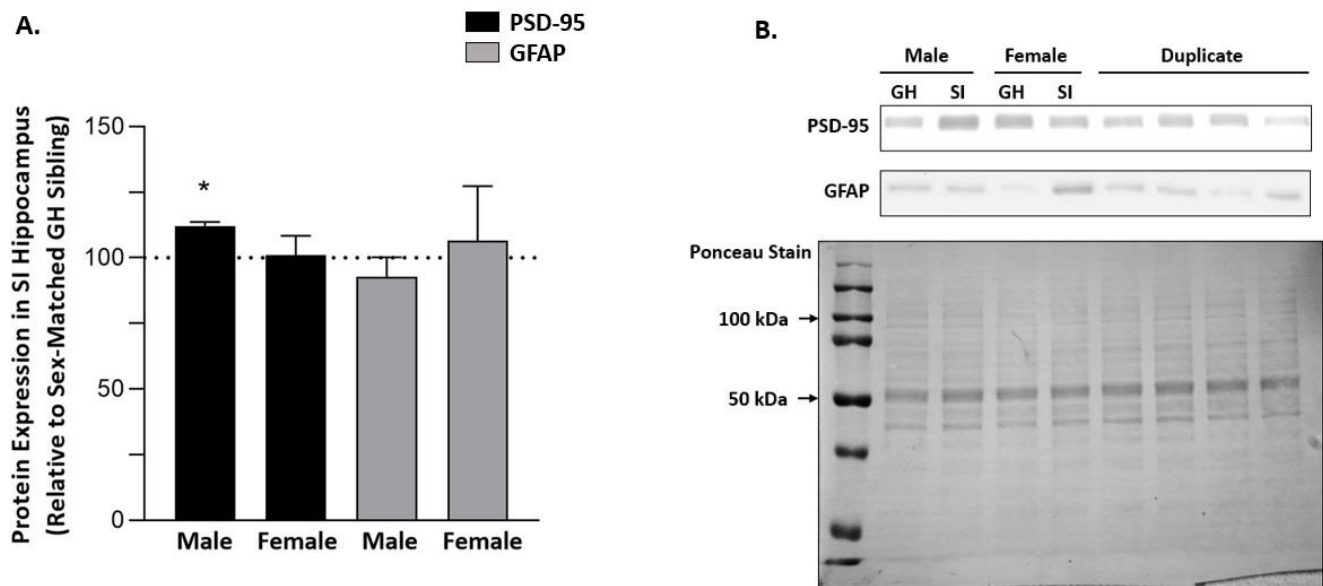 A.
PSD-95
GFAP
Protein Expression in SI Hippocampus
(Relative to Sex-Matched GH Sibling)
150
100
50
0
*
Male Female Male Female
B.
Male Female Duplicate
GH SI GH SI
PSD-95
GFAP
Ponceau Stain
100 kDa
50 kDa